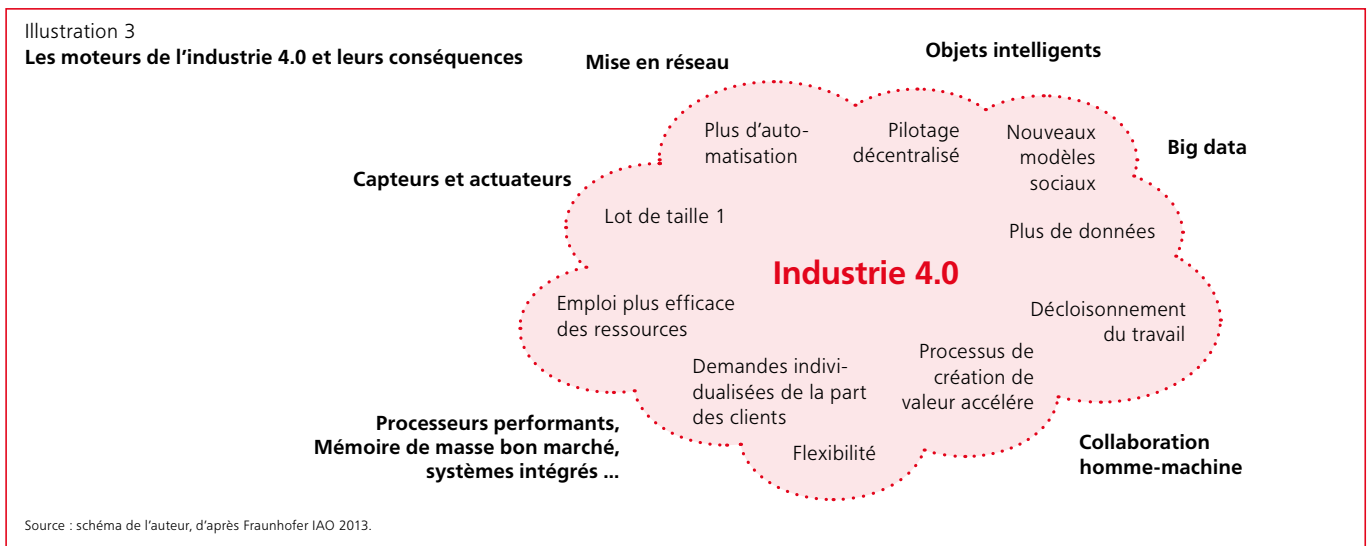 Illustration 3
Les moteurs de l’industrie 4.0 et leurs conséquences
Mise en réseau
Objets intelligents
Big data
Capteurs et actuateurs
Plus d’auto-
matisation
Pilotage
décentralisé
Nouveaux
modèles
sociaux
Lot de taille 1
Plus de données
Industrie 4.0
Emploi plus efficace
des ressources
Décloisonnement
du travail
Demandes indivi-
dualisées de la part
des clients
Processus de
création de
valeur accélére
Flexibilité
Processeurs performants,
Mémoire de masse bon marché,
systèmes intégrés ...
Collaboration
homme-machine
Source : schéma de l’auteur, d’après Fraunhofer IAO 2013.